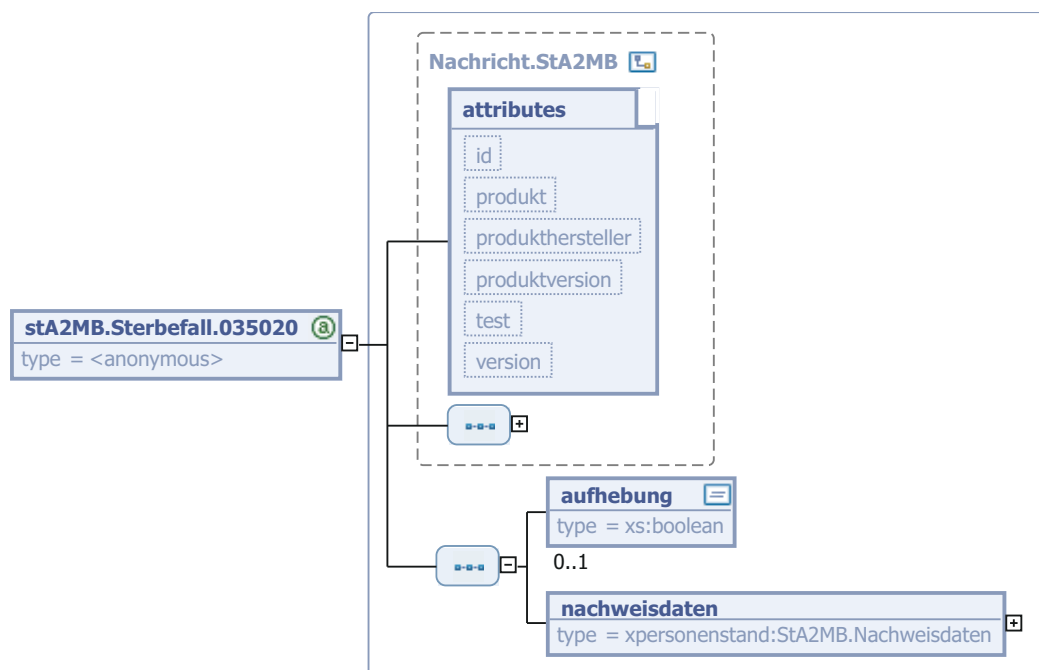 Nachricht.StA2MB
attributes
id
produkt
produkthersteller
produktversion
test
version
stA2MB.Sterbefall.035020 a
type = <anonymous>
aufhebung
type = xs:boolean
0..1
nachweisdaten
type = xpersonenstand:StA2MB.Nachweisdaten